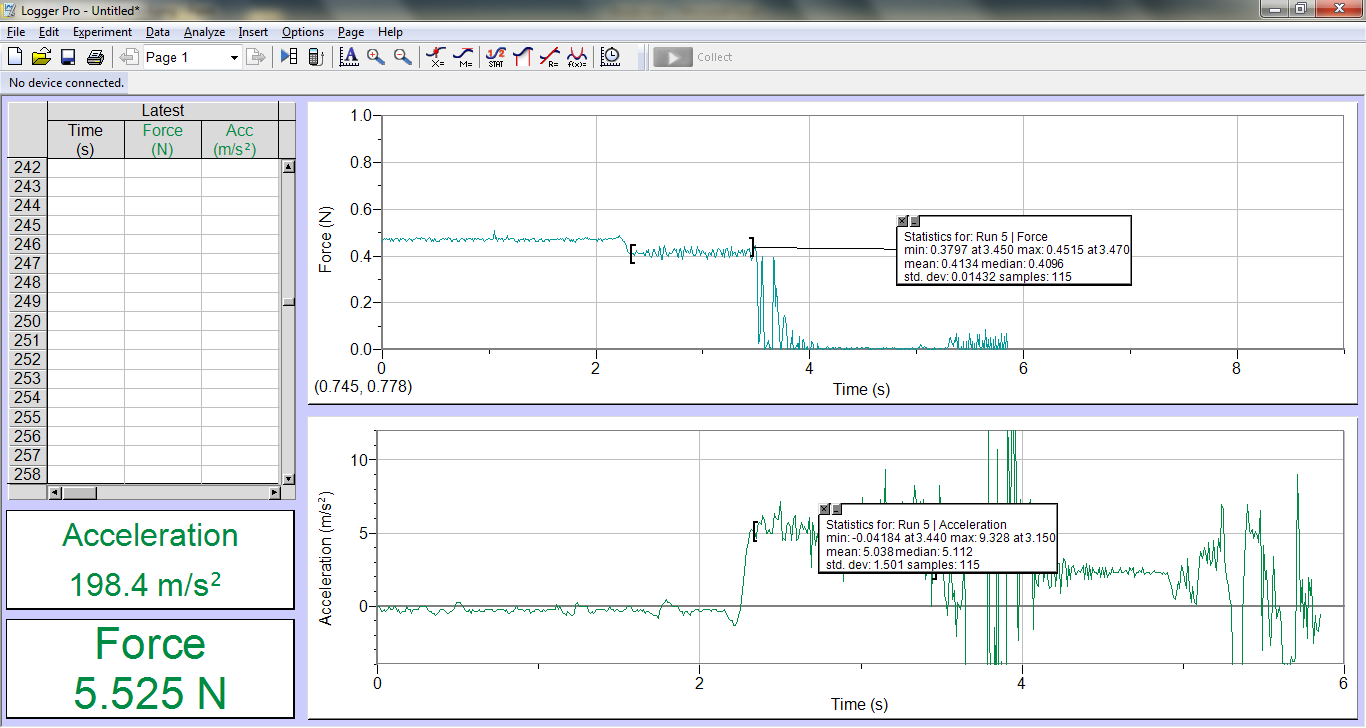 Logger Pro - Untitled*
File Edit Experiment Data Analyze Insert Options Page Help
Page 1
X= M= STAT R= f(x)= Collect
No device connected.
Latest
Time Force Acc
(s) (N) (m/s²)
242
243
244
245
246
247
248
249
250
251
252
253
254
255
256
257
258
Acceleration
198.4 m/s²
Force
5.525 N
Force (N)
1.0
0.8
0.6
0.4
0.2
0.0
Statistics for: Run 5 | Force
min: 0.3797 at 3.450 max: 0.4515 at 3.470
mean: 0.4134 median: 0.4096
std. dev: 0.01432 samples: 115
0 2 4 6 8
(0.745, 0.778)
Time (s)
Acceleration (m/s²)
10
5
0
Statistics for: Run 5 | Acceleration
min: -0.04184 at 3.440 max: 9.328 at 3.150
mean: 5.038 median: 5.112
std. dev: 1.501 samples: 115
0 2 4 6
Time (s)